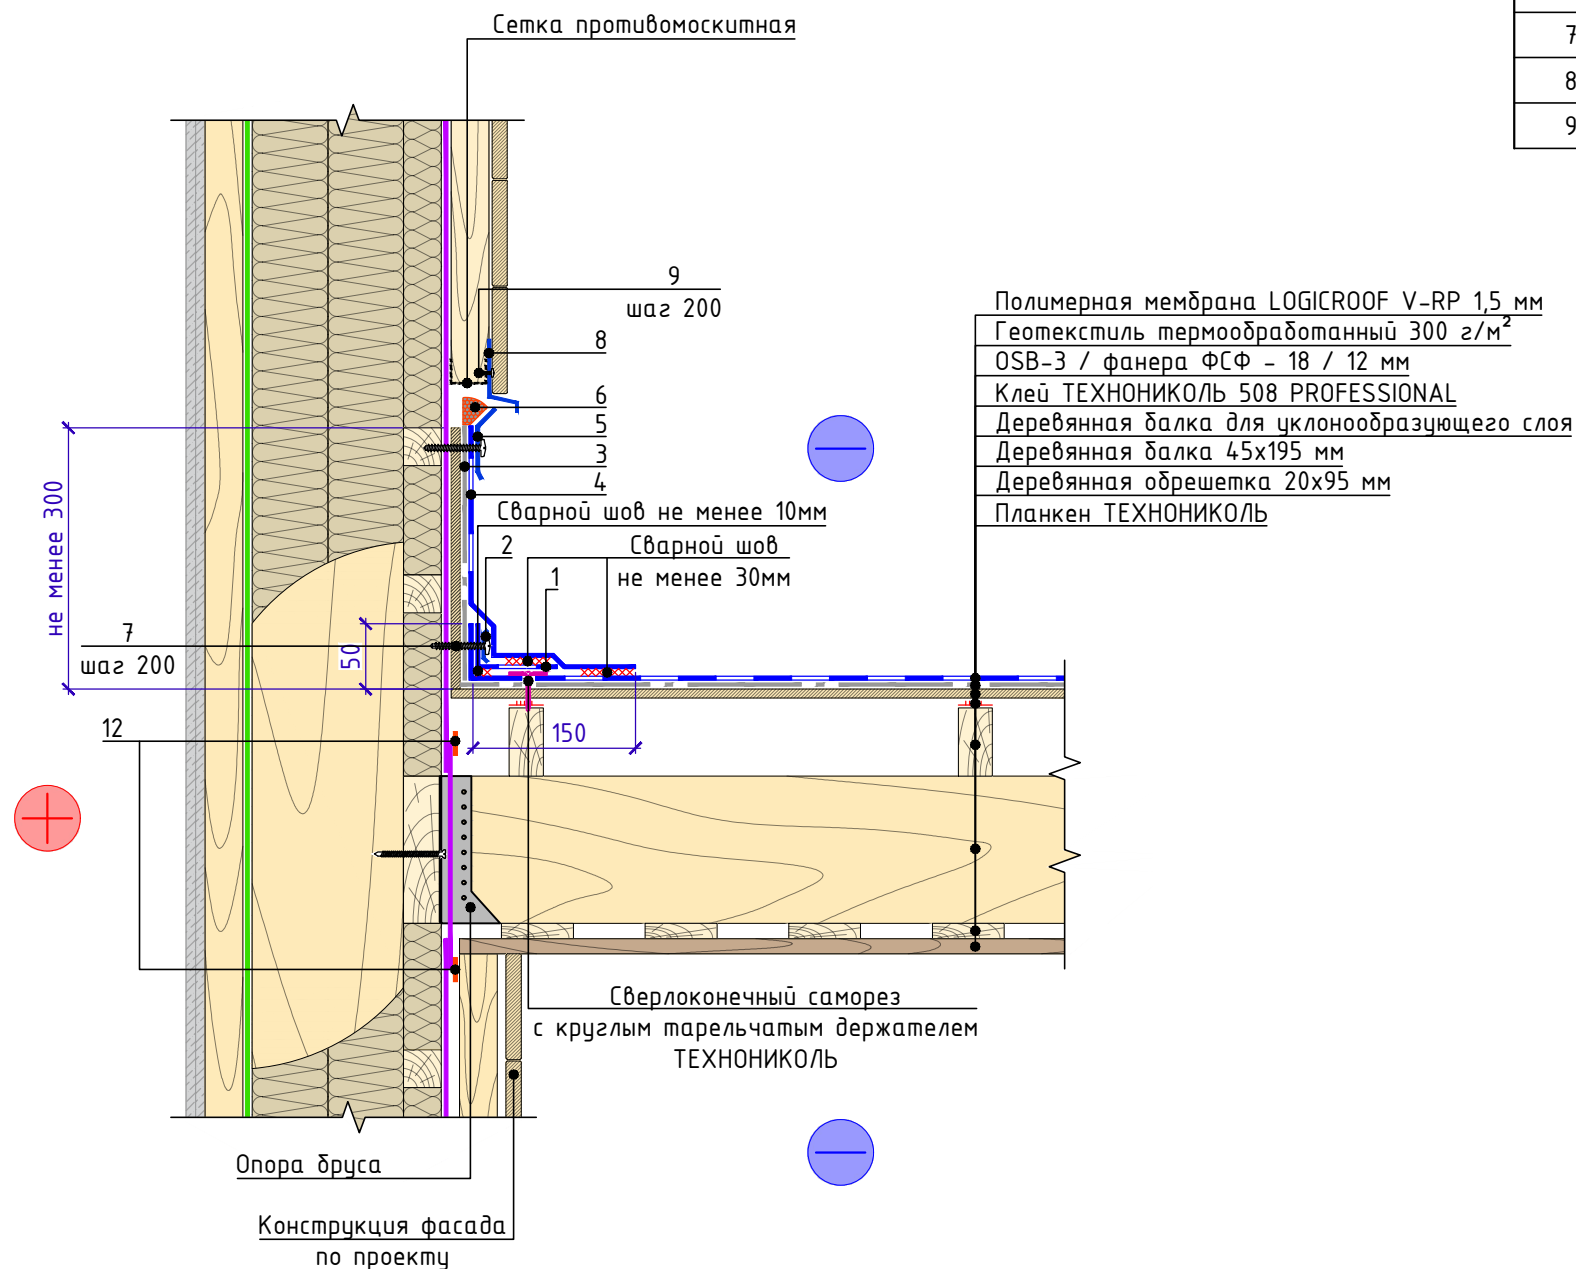 Сетка противомоскитная
7
8
9
9
шаг 200
8
6
5
3
4
Полимерная мембрана LOGICROOF V-RP 1,5 мм
Геотекстиль термообработанный 300 г/м²
OSB-3 / фанера ФСФ - 18 / 12 мм
Клей ТЕХНОНИКОЛЬ 508 PROFESSIONAL
Деревянная балка для уклонообразующего слоя
Деревянная балка 45х195 мм
Деревянная обрешетка 20х95 мм
Планкен ТЕХНОНИКОЛЬ
не менее 300
Сварной шов не менее 10мм
2
Сварной шов
не менее 30мм
1
7
шаг 200
50
150
12
Сверлоконечный саморез
с круглым тарельчатым держателем
ТЕХНОНИКОЛЬ
Опора бруса
Конструкция фасада
по проекту